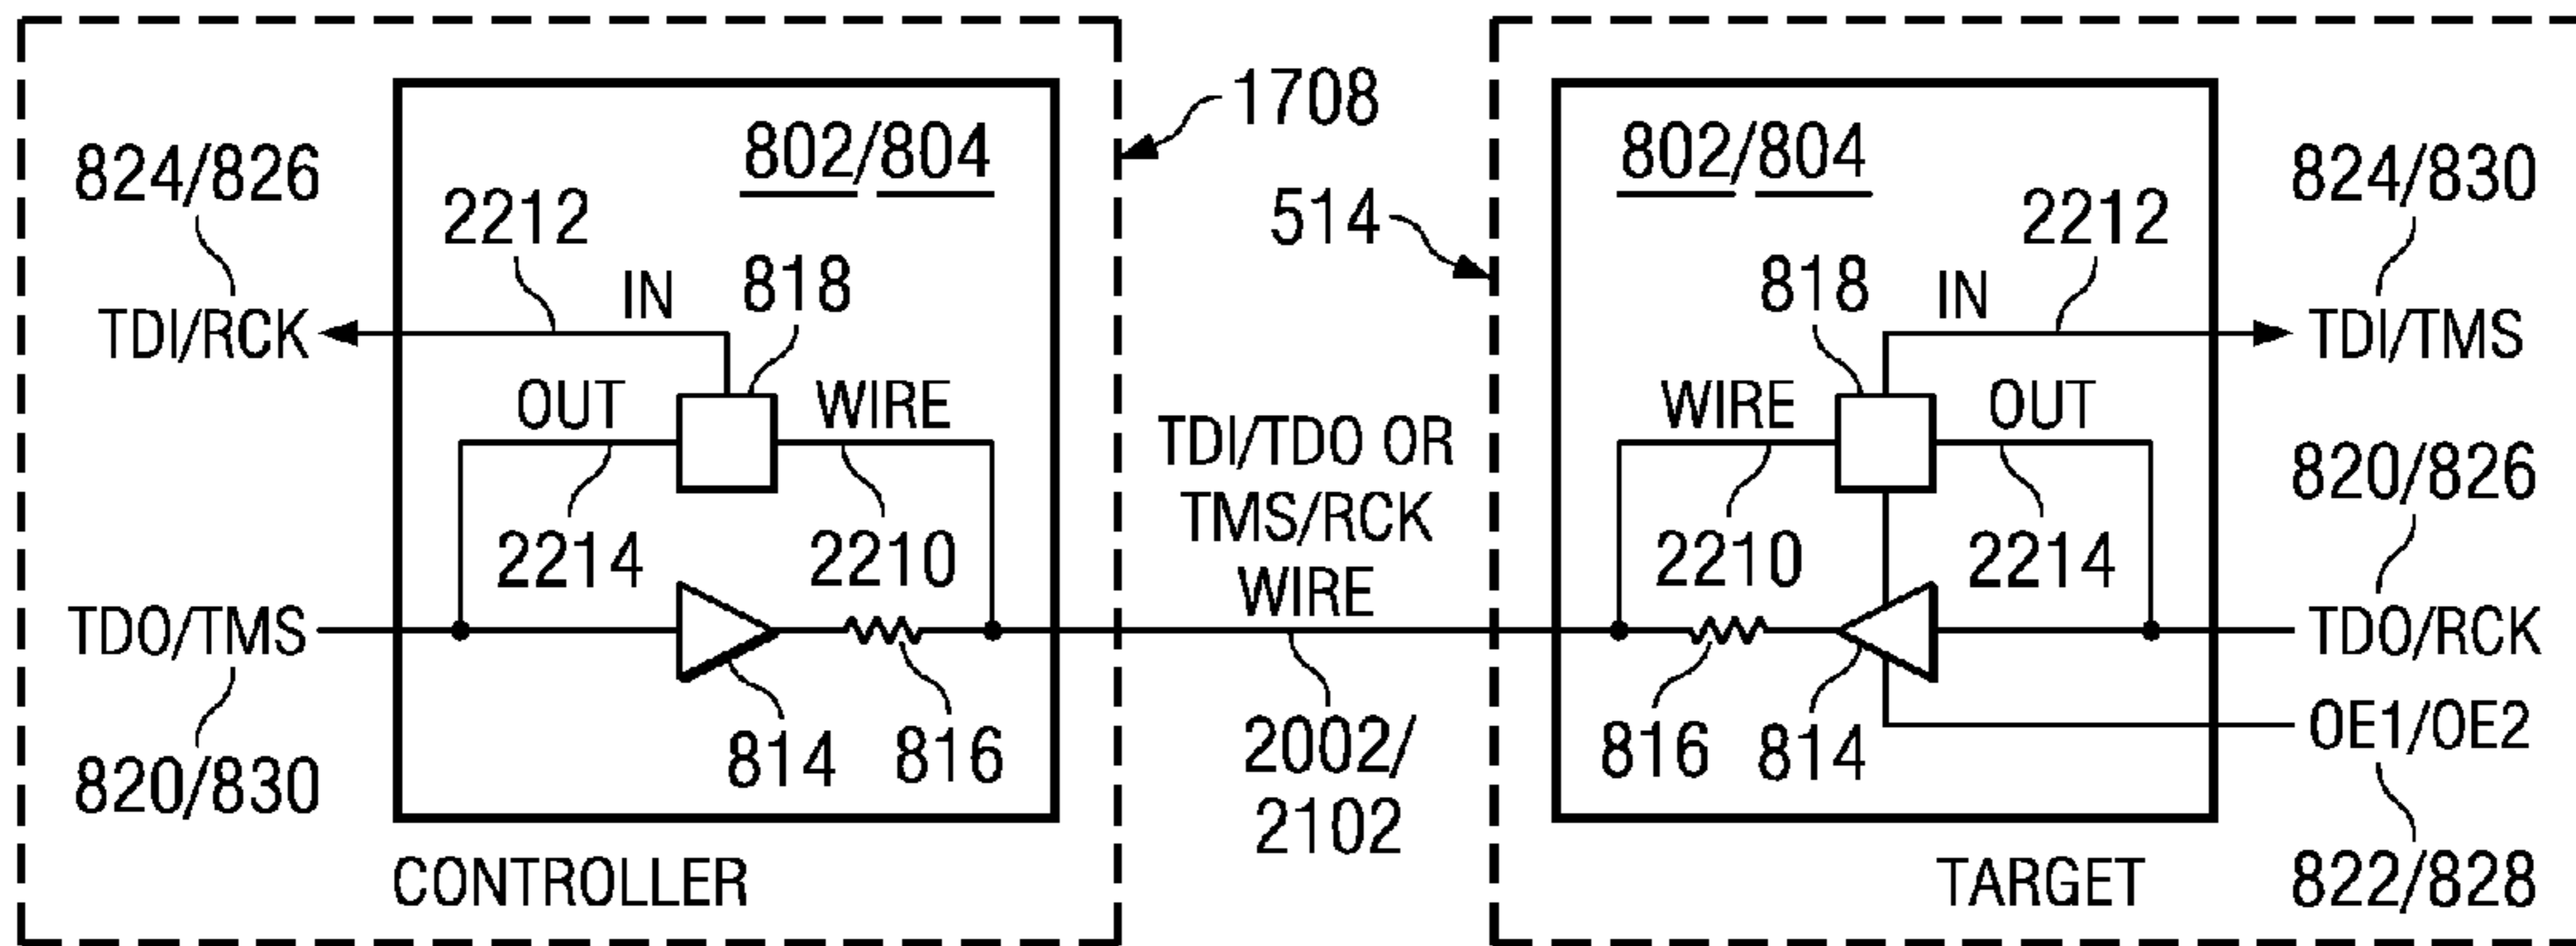 1708
802/804
802/804
824/826
824/830
514
2212
2212
818
818
IN
IN
TDI/RCK
TDI/TMS
OUT
WIRE
WIRE
OUT
TDI/TDO OR
TMS/RCK
WIRE
820/826
2214
2210
2210
2214
TDO/TMS
TDO/RCK
814
816
2002/
2102
816
814
OE1/OE2
820/830
CONTROLLER
TARGET
822/828